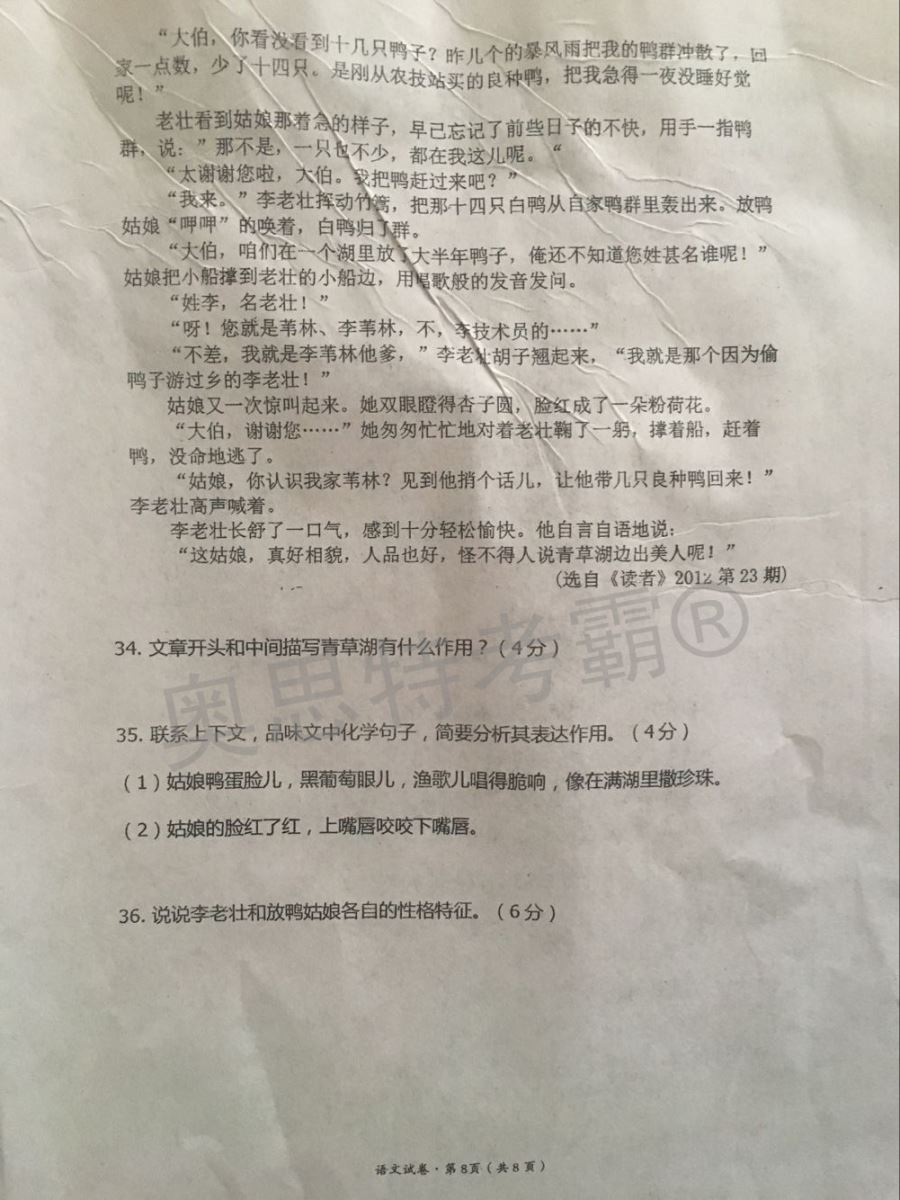 “大伯，你看没看到十几只鸭子？昨儿个的暴风雨把我的鸭群冲散了，回
家一点数，少了十四只。是刚从农技站买的良种鸭，把我急得一夜没睡好觉
呢！”
老壮看到姑娘那着急的样子，早已忘记了前些日子的不快，用手一指鸭
群，说：”那不是，一只也不少，都在我这儿呢。“
“太谢谢您啦，大伯。我把鸭赶过来吧？”
“我来。”李老壮挥动竹篙，把那十四只白鸭从自家鸭群里轰出来。放鸭
姑娘“呷呷”的唤着，白鸭归了群。
“大伯，咱们在一个湖里放了大半年鸭子，俺还不知道您姓甚名谁呢！”
姑娘把小船撑到老壮的小船边，用唱歌般的发音发问。
“姓李，名老壮！”
“呀！您就是苇林、李苇林，不，李技术员的……”
“不差，我就是李苇林他爹，”李老壮胡子翘起来，“我就是那个因为偷
鸭子游过乡的李老壮！”
姑娘又一次惊叫起来。她双眼瞪得杏子圆，脸红成了一朵粉荷花。
“大伯，谢谢您……”她匆匆忙忙地对着老壮鞠了一躬，撑着船，赶着
鸭，没命地逃了。
“姑娘，你认识我家苇林？见到他捎个话儿，让他带几只良种鸭回来！”
李老壮高声喊着。
李老壮长舒了一口气，感到十分轻松愉快。他自言自语地说：
“这姑娘，真好相貌，人品也好，怪不得人说青草湖边出美人呢！”
（选自《读者》2012 第 23 期）
奥思特考霸®
34. 文章开头和中间描写青草湖有什么作用？（4分）
35. 联系上下文，品味文中化学句子，简要分析其表达作用。（4分）
（1）姑娘鸭蛋脸儿，黑葡萄眼儿，渔歌儿唱得脆响，像在满湖里撒珍珠。
（2）姑娘的脸红了红，上嘴唇咬咬下嘴唇。
36. 说说李老壮和放鸭姑娘各自的性格特征。（6分）
语文试卷·第8页（共8页）